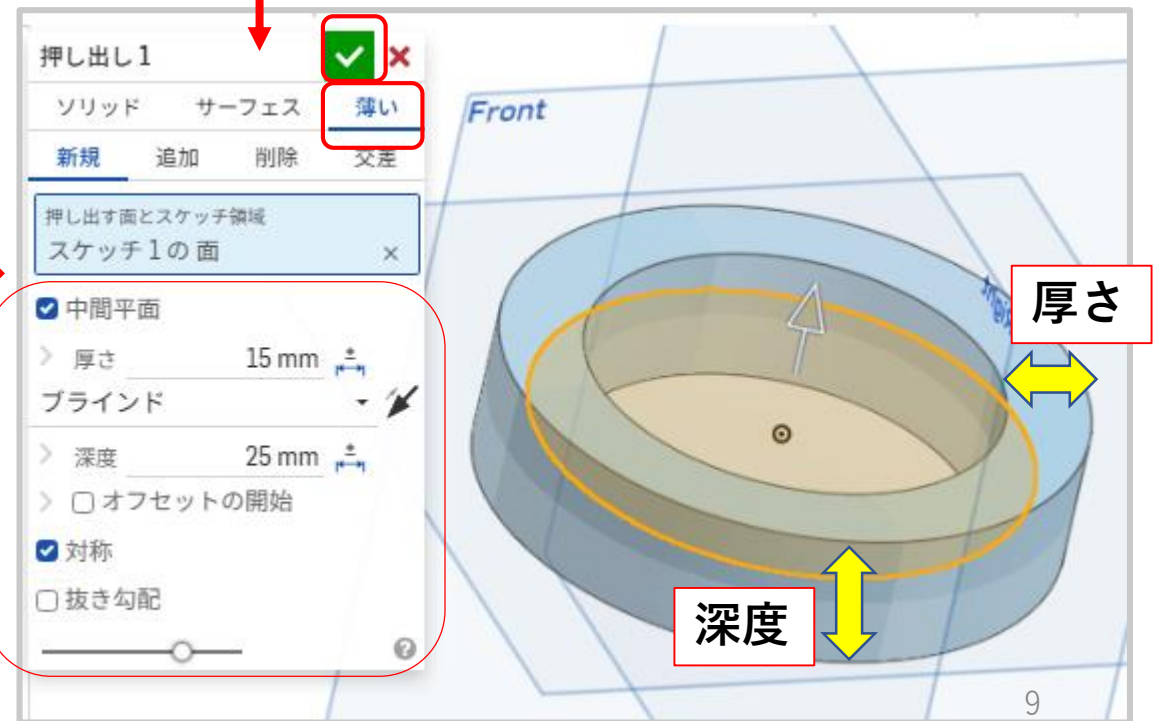 押し出し 1
ソリッド サーフェス 薄い
新規 追加 削除 交差
押し出す面とスケッチ領域
スケッチ 1 の 面
中間平面
厚さ 15 mm
ブラインド
深度 25 mm
オフセットの開始
対称
抜き勾配
Front
厚さ
深度
9